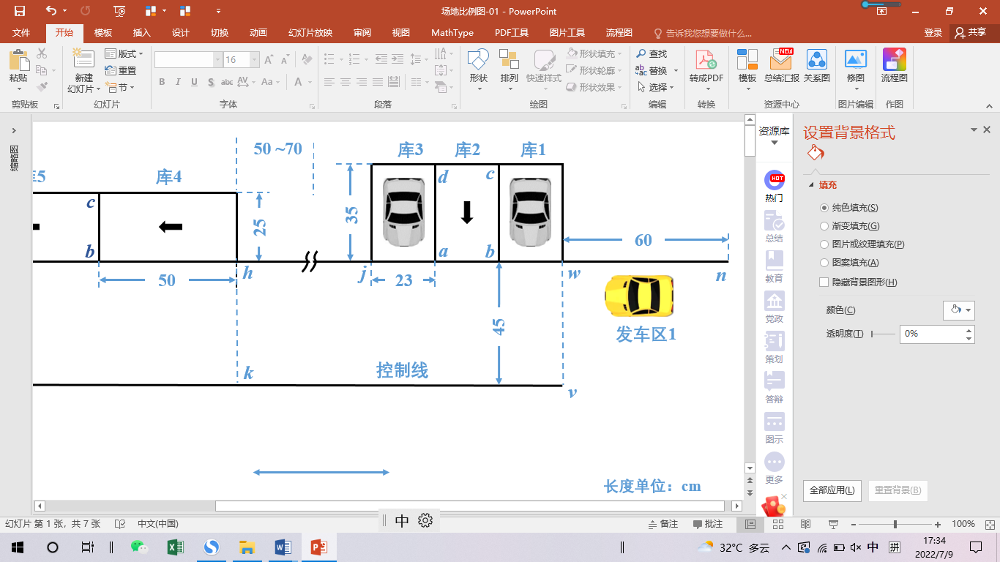 场地比例图-01 - PowerPoint
文件 开始 模板 插入 设计 切换 动画 幻灯片放映 审阅 视图 MathType PDF工具 图片工具 流程图 告诉我您想要做什么... 登录 共享
粘贴
剪贴板
新建
幻灯片
版式
重置
节
幻灯片
16
B I U S abc AV Aa A
字体
段落
形状
排列
快速样式
形状填充
形状轮廓
形状效果
绘图
查找
替换
选择
编辑
转成PDF
转换
模板
NEW
总结汇报
关系图
资源中心
修图
图片编辑
流程图
作图
缩略图
50 ~70
库3
库2
库1
库4
c
25
35
d
c
b
50
h
j
23
a
b
w
60
n
45
发车区1
k
控制线
v
长度单位：cm
资源库
HOT
热门
总结
教育
党政
策划
答辩
图示
更多
设置背景格式
填充
纯色填充(S)
渐变填充(G)
图片或纹理填充(P)
图案填充(A)
隐藏背景图形(H)
颜色(C)
透明度(T) 0%
全部应用(L) 重置背景(B)
幻灯片 第 1 张，共 7 张 中文(中国) 中 备注 批注 100%
32°C 多云 中 拼 17:34
2022/7/9